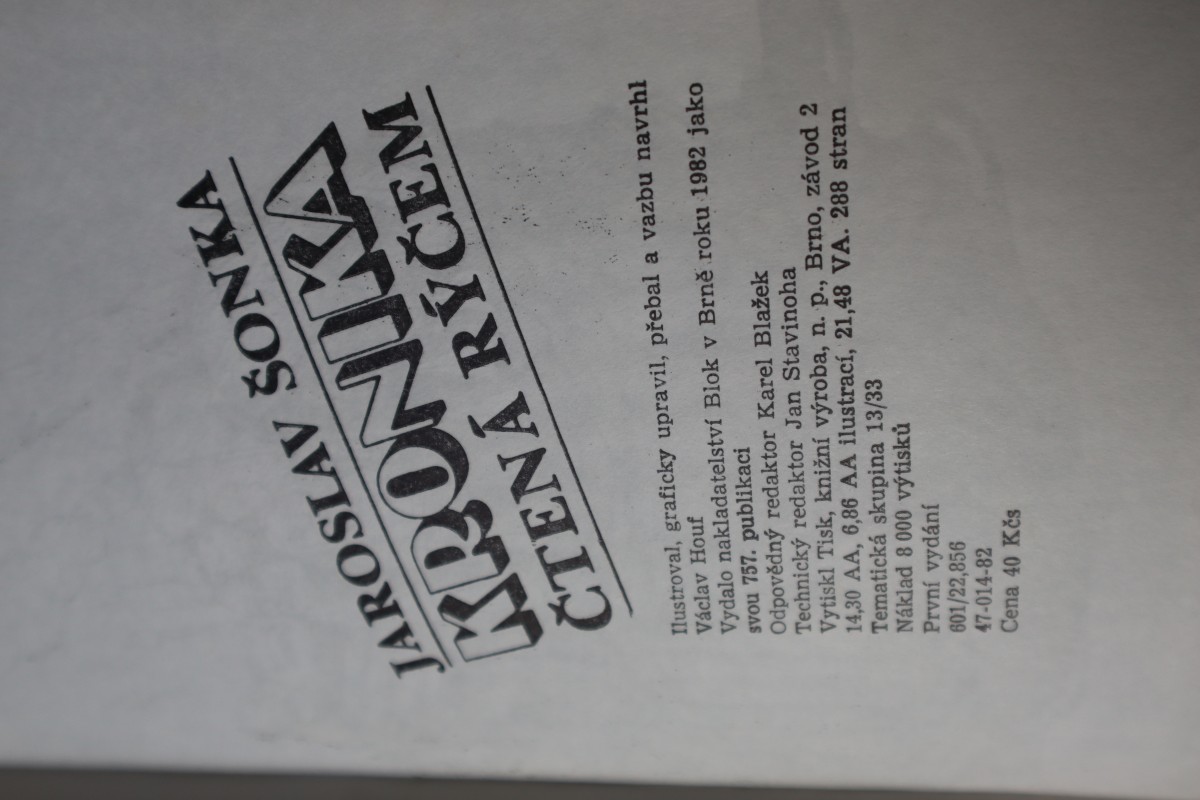 JAROSLAV ŠONKA
KRONIKA
ČTENÁ RÝČEM
Ilustroval, graficky upravil, přebal a vazbu navrhl
Václav Houf
Vydalo nakladatelství Blok v Brně roku 1982 jako
svou 757. publikaci
Odpovědný redaktor Karel Blažek
Technický redaktor Jan Stavinoha
Vytiskl Tisk, knižní výroba, n. p., Brno, závod 2
14,30 AA, 6,86 AA ilustrací, 21,48 VA. 288 stran
Tematická skupina 13/33
Náklad 8 000 výtisků
První vydání
601/22,856
47-014-82
Cena 40 Kčs